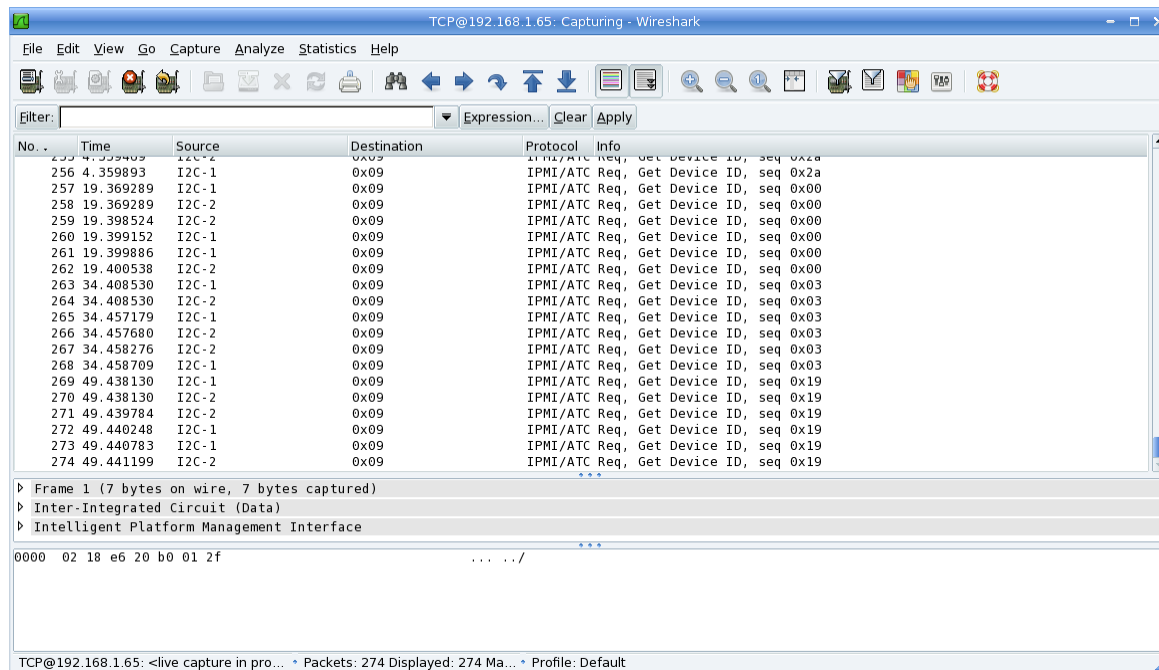 TCP@192.168.1.65: Capturing - Wireshark
File Edit View Go Capture Analyze Statistics Help
Filter: Expression... Clear Apply
No. . Time Source Destination Protocol Info
255 4.359469 I2C-2 0x09 IPMI/ATC Req, Get Device ID, seq 0x2a
256 4.359893 I2C-1 0x09 IPMI/ATC Req, Get Device ID, seq 0x2a
257 19.369289 I2C-1 0x09 IPMI/ATC Req, Get Device ID, seq 0x00
258 19.369289 I2C-2 0x09 IPMI/ATC Req, Get Device ID, seq 0x00
259 19.398524 I2C-2 0x09 IPMI/ATC Req, Get Device ID, seq 0x00
260 19.399152 I2C-1 0x09 IPMI/ATC Req, Get Device ID, seq 0x00
261 19.399886 I2C-1 0x09 IPMI/ATC Req, Get Device ID, seq 0x00
262 19.400538 I2C-2 0x09 IPMI/ATC Req, Get Device ID, seq 0x00
263 34.408530 I2C-1 0x09 IPMI/ATC Req, Get Device ID, seq 0x03
264 34.408530 I2C-2 0x09 IPMI/ATC Req, Get Device ID, seq 0x03
265 34.457179 I2C-1 0x09 IPMI/ATC Req, Get Device ID, seq 0x03
266 34.457680 I2C-2 0x09 IPMI/ATC Req, Get Device ID, seq 0x03
267 34.458276 I2C-2 0x09 IPMI/ATC Req, Get Device ID, seq 0x03
268 34.458709 I2C-1 0x09 IPMI/ATC Req, Get Device ID, seq 0x03
269 49.438130 I2C-1 0x09 IPMI/ATC Req, Get Device ID, seq 0x19
270 49.438130 I2C-2 0x09 IPMI/ATC Req, Get Device ID, seq 0x19
271 49.439784 I2C-2 0x09 IPMI/ATC Req, Get Device ID, seq 0x19
272 49.440248 I2C-1 0x09 IPMI/ATC Req, Get Device ID, seq 0x19
273 49.440783 I2C-1 0x09 IPMI/ATC Req, Get Device ID, seq 0x19
274 49.441199 I2C-2 0x09 IPMI/ATC Req, Get Device ID, seq 0x19
Frame 1 (7 bytes on wire, 7 bytes captured)
Inter-Integrated Circuit (Data)
Intelligent Platform Management Interface
0000 02 18 e6 20 b0 01 2f ... ../
TCP@192.168.1.65: <live capture in pro... Packets: 274 Displayed: 274 Ma... Profile: Default